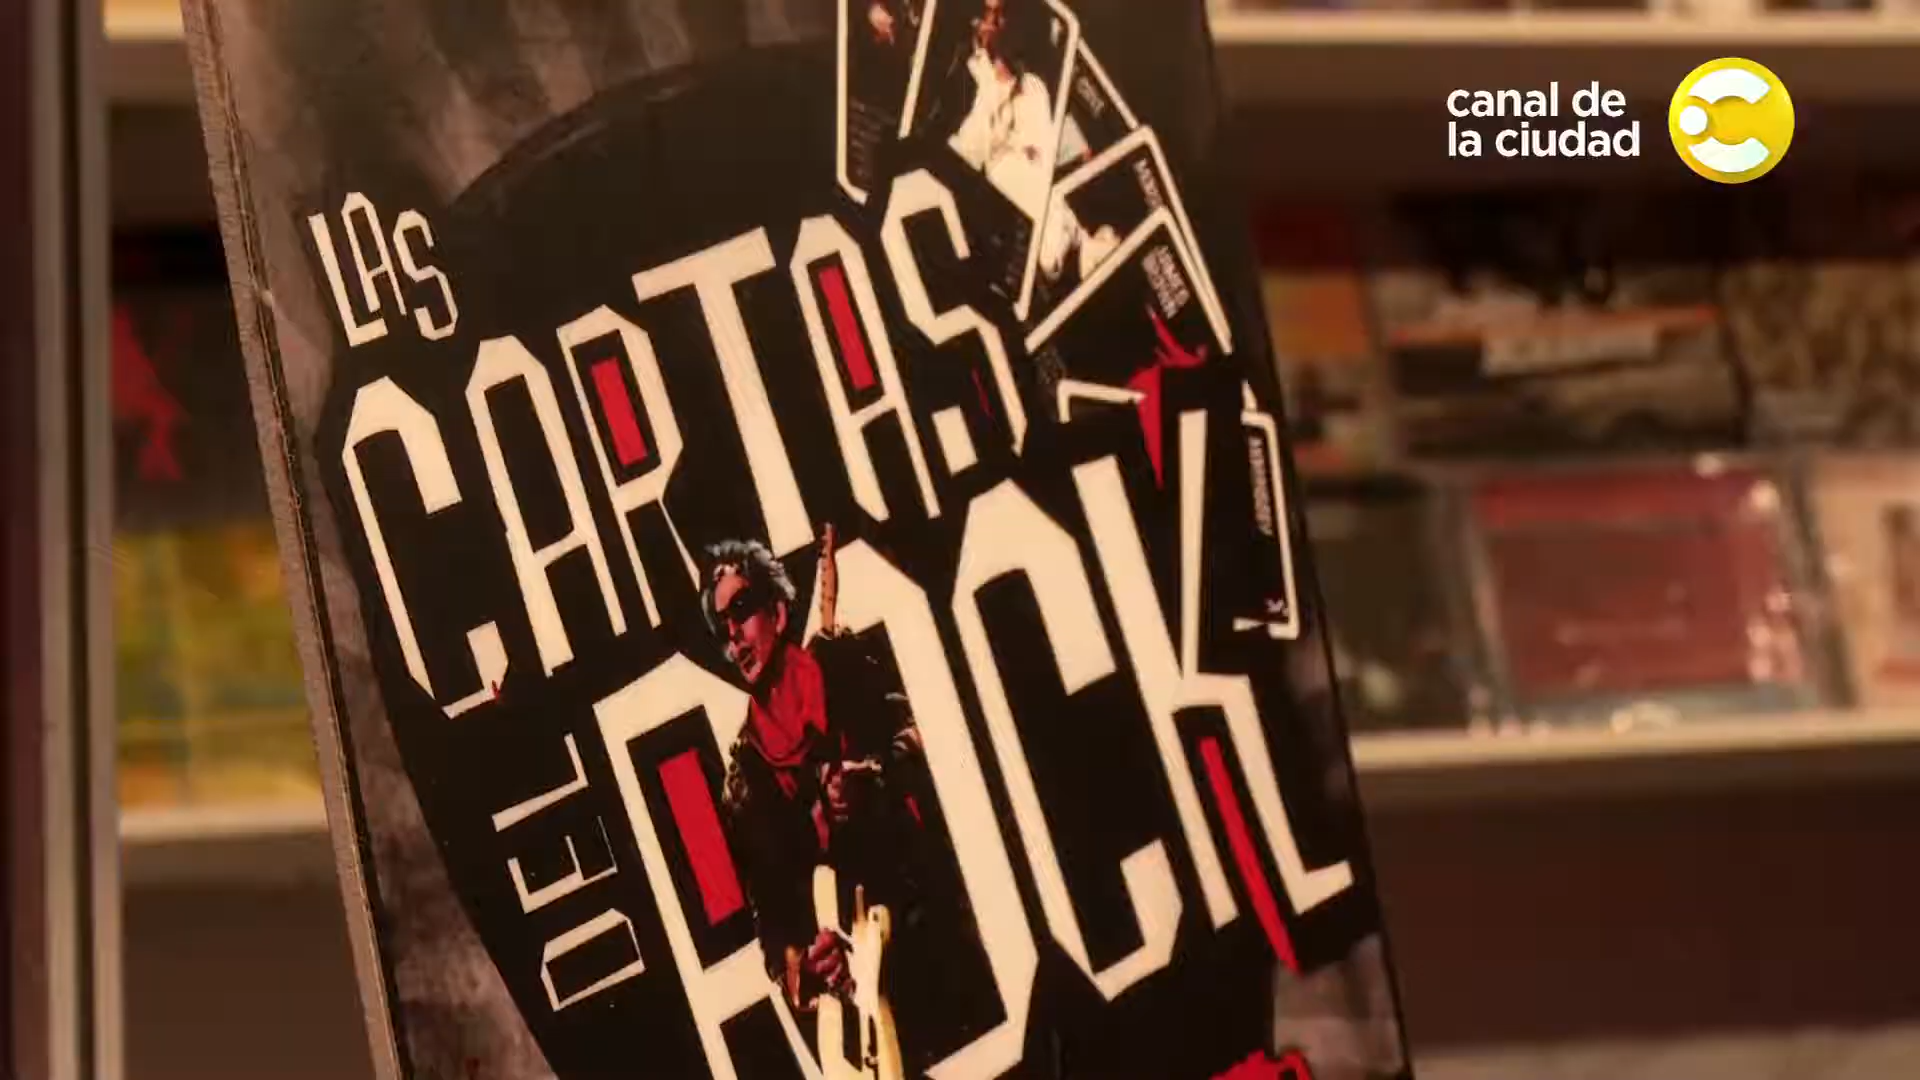 canal de
la ciudad
LAS
CARTAS
DEL
ROCK